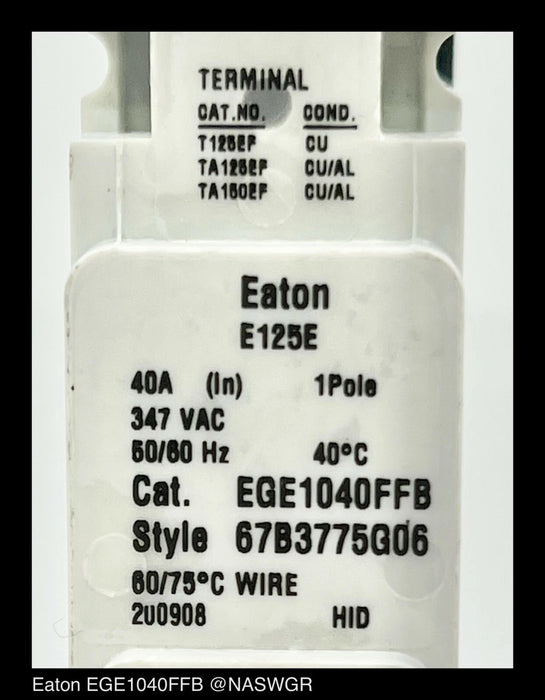 TERMINAL
CAT.NO. COND.
T125EF CU
TA125EF CU/AL
TA150EF CU/AL
Eaton
E125E
40A (In) 1Pole
347 VAC
50/60 Hz 40°C
Cat. EGE1040FFB
Style 67B3775G06
60/75°C WIRE
2U0908 HID
Eaton EGE1040FFB @NASWGR